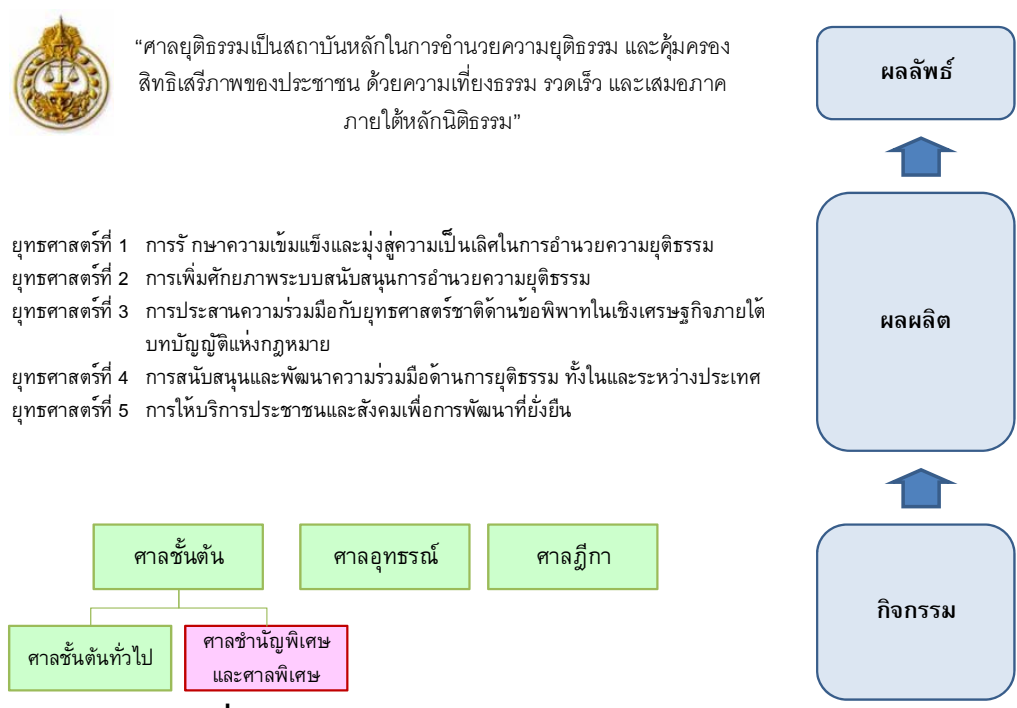 “ศาลยุติธรรมเป็นสถาบันหลักในการอำนวยความยุติธรรม และคุ้มครอง
สิทธิเสรีภาพของประชาชน ด้วยความเที่ยงธรรม รวดเร็ว และเสมอภาค
ภายใต้หลักนิติธรรม”
ผลลัพธ์
ยุทธศาสตร์ที่ 1 การรั กษาความเข้มแข็งและมุ่งสู่ความเป็นเลิศในการอำนวยความยุติธรรม
ยุทธศาสตร์ที่ 2 การเพิ่มศักยภาพระบบสนับสนุนการอำนวยความยุติธรรม
ยุทธศาสตร์ที่ 3 การประสานความร่วมมือกับยุทธศาสตร์ชาติด้านข้อพิพาทในเชิงเศรษฐกิจภายใต้
บทบัญญัติแห่งกฎหมาย
ยุทธศาสตร์ที่ 4 การสนับสนุนและพัฒนาความร่วมมือด้านการยุติธรรม ทั้งในและระหว่างประเทศ
ยุทธศาสตร์ที่ 5 การให้บริการประชาชนและสังคมเพื่อการพัฒนาที่ยั่งยืน
ผลผลิต
ศาลชั้นต้น
ศาลอุทธรณ์
ศาลฎีกา
ศาลชั้นต้นทั่วไป
ศาลชำนัญพิเศษ
และศาลพิเศษ
กิจกรรม